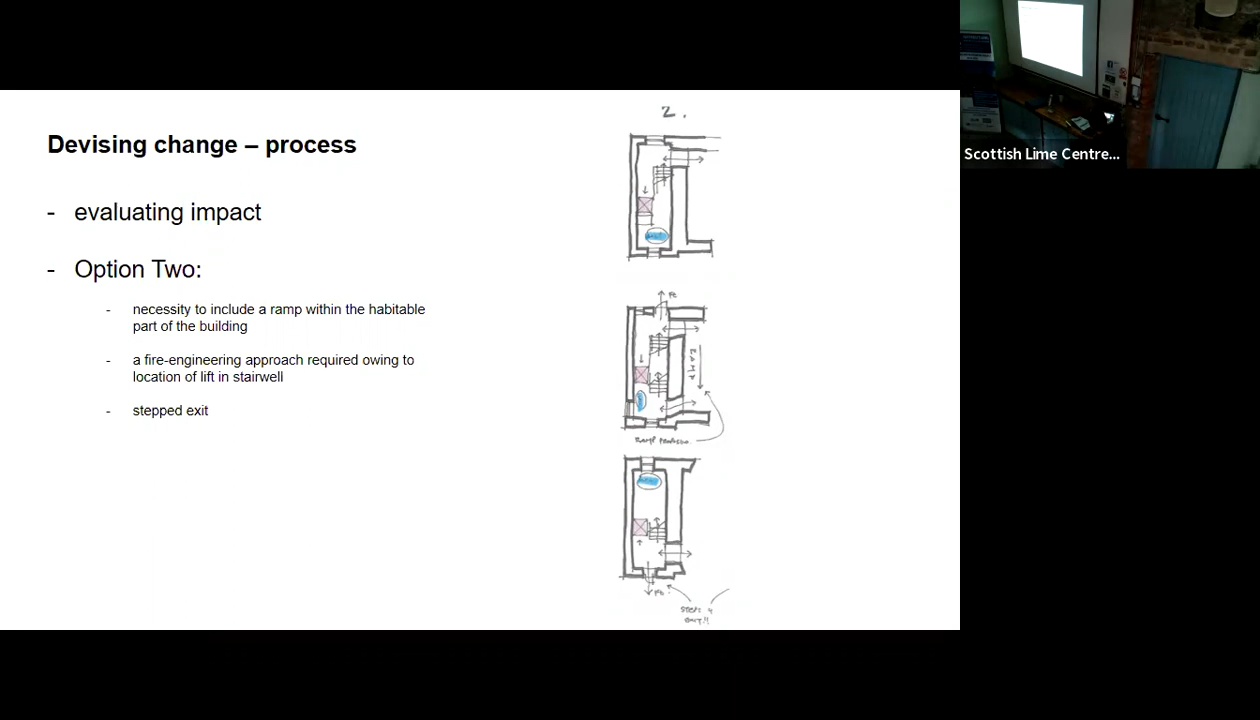 Devising change – process
- evaluating impact
- Option Two:
- necessity to include a ramp within the habitable
part of the building
- a fire-engineering approach required owing to
location of lift in stairwell
- stepped exit
2.
RAMP
Scottish Lime Centre...